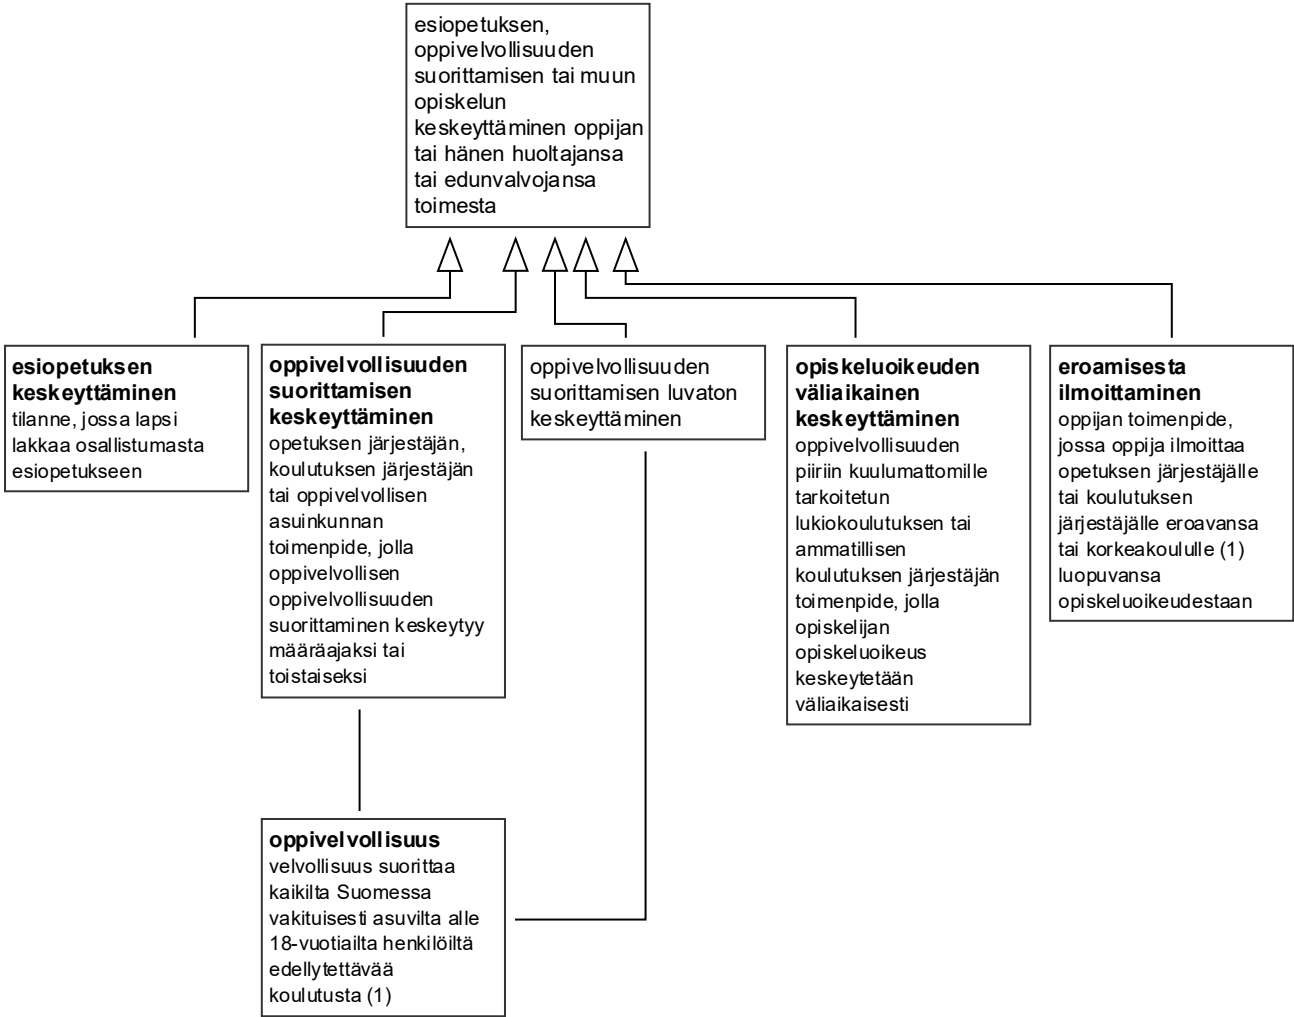 esiopetuksen,
oppivelvollisuuden
suorittamisen tai muun
opiskelun
keskeyttäminen oppijan
tai hänen huoltajansa
tai edunvalvojansa
toimesta
esiopetuksen
keskeyttäminen
tilanne, jossa lapsi
lakkaa osallistumasta
esiopetukseen
oppivelvollisuuden
suorittamisen
keskeyttäminen
opetuksen järjestäjän,
koulutuksen järjestäjän
tai oppivelvollisen
asuinkunnan
toimenpide, jolla
oppivelvollisen
oppivelvollisuuden
suorittaminen keskeytyy
määräajaksi tai
toistaiseksi
oppivelvollisuuden
suorittamisen luvaton
keskeyttäminen
opiskeluoikeuden
väliaikainen
keskeyttäminen
oppivelvollisuuden
piiriin kuulumattomille
tarkoitetun
lukiokoulutuksen tai
ammatillisen
koulutuksen järjestäjän
toimenpide, jolla
opiskelijan
opiskeluoikeus
keskeytetään
väliaikaisesti
eroamisesta
ilmoittaminen
oppijan toimenpide,
jossa oppija ilmoittaa
opetuksen järjestäjälle
tai koulutuksen
järjestäjälle eroavansa
tai korkeakoululle (1)
luopuvansa
opiskeluoikeudestaan
oppivelvollisuus
velvollisuus suorittaa
kaikilta Suomessa
vakituisesti asuvilta alle
18-vuotiailta henkilöiltä
edellytettävää
koulutusta (1)